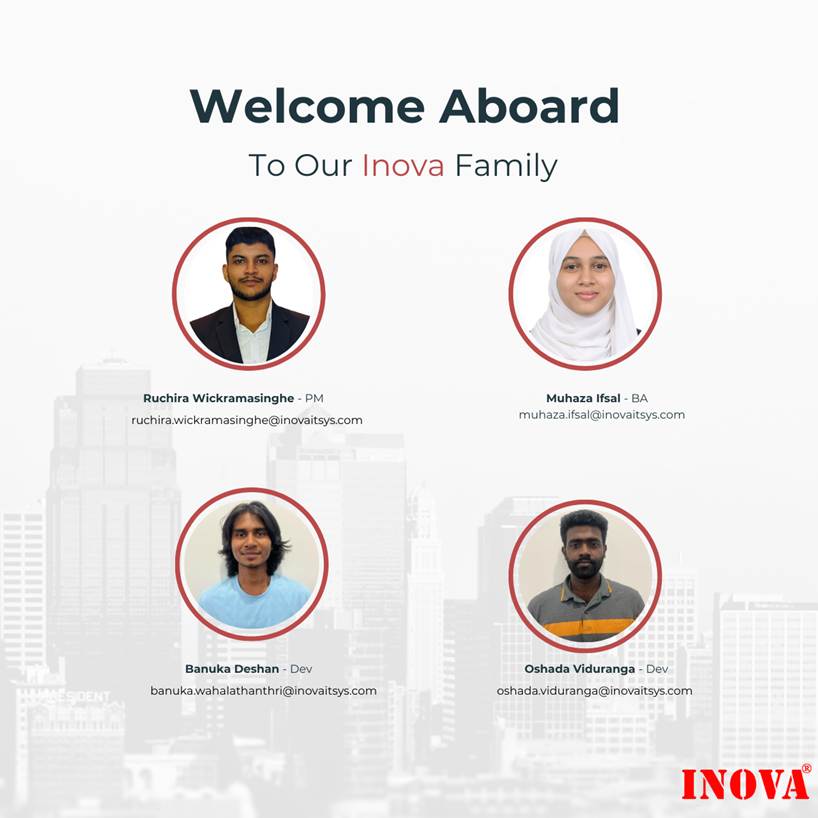 Welcome Aboard
To Our Inova Family
Ruchira Wickramasinghe - PM
ruchira.wickramasinghe@inovaitsys.com
Muhaza Ifsal - BA
muhaza.ifsal@inovaitsys.com
Banuka Deshan - Dev
banuka.wahalathanthri@inovaitsys.com
Oshada Viduranga - Dev
oshada.viduranga@inovaitsys.com
PRESIDENT
INOVA®